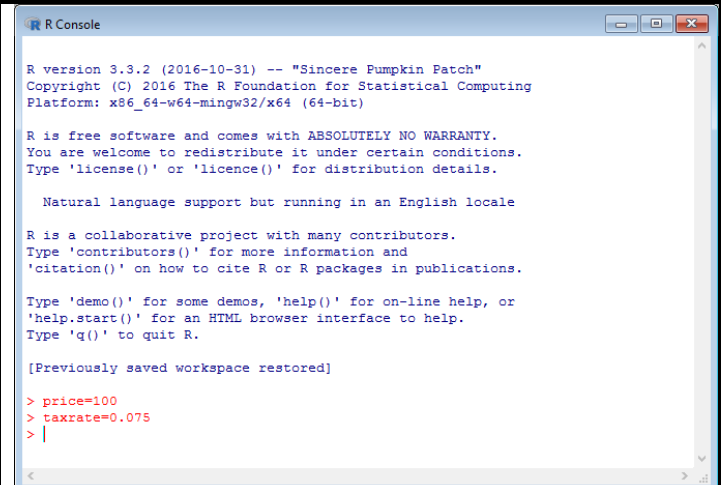 R Console
R version 3.3.2 (2016-10-31) -- "Sincere Pumpkin Patch"
Copyright (C) 2016 The R Foundation for Statistical Computing
Platform: x86_64-w64-mingw32/x64 (64-bit)
R is free software and comes with ABSOLUTELY NO WARRANTY.
You are welcome to redistribute it under certain conditions.
Type 'license()' or 'licence()' for distribution details.
Natural language support but running in an English locale
R is a collaborative project with many contributors.
Type 'contributors()' for more information and
'citation()' on how to cite R or R packages in publications.
Type 'demo()' for some demos, 'help()' for on-line help, or
'help.start()' for an HTML browser interface to help.
Type 'q()' to quit R.
[Previously saved workspace restored]
> price=100
> taxrate=0.075
>